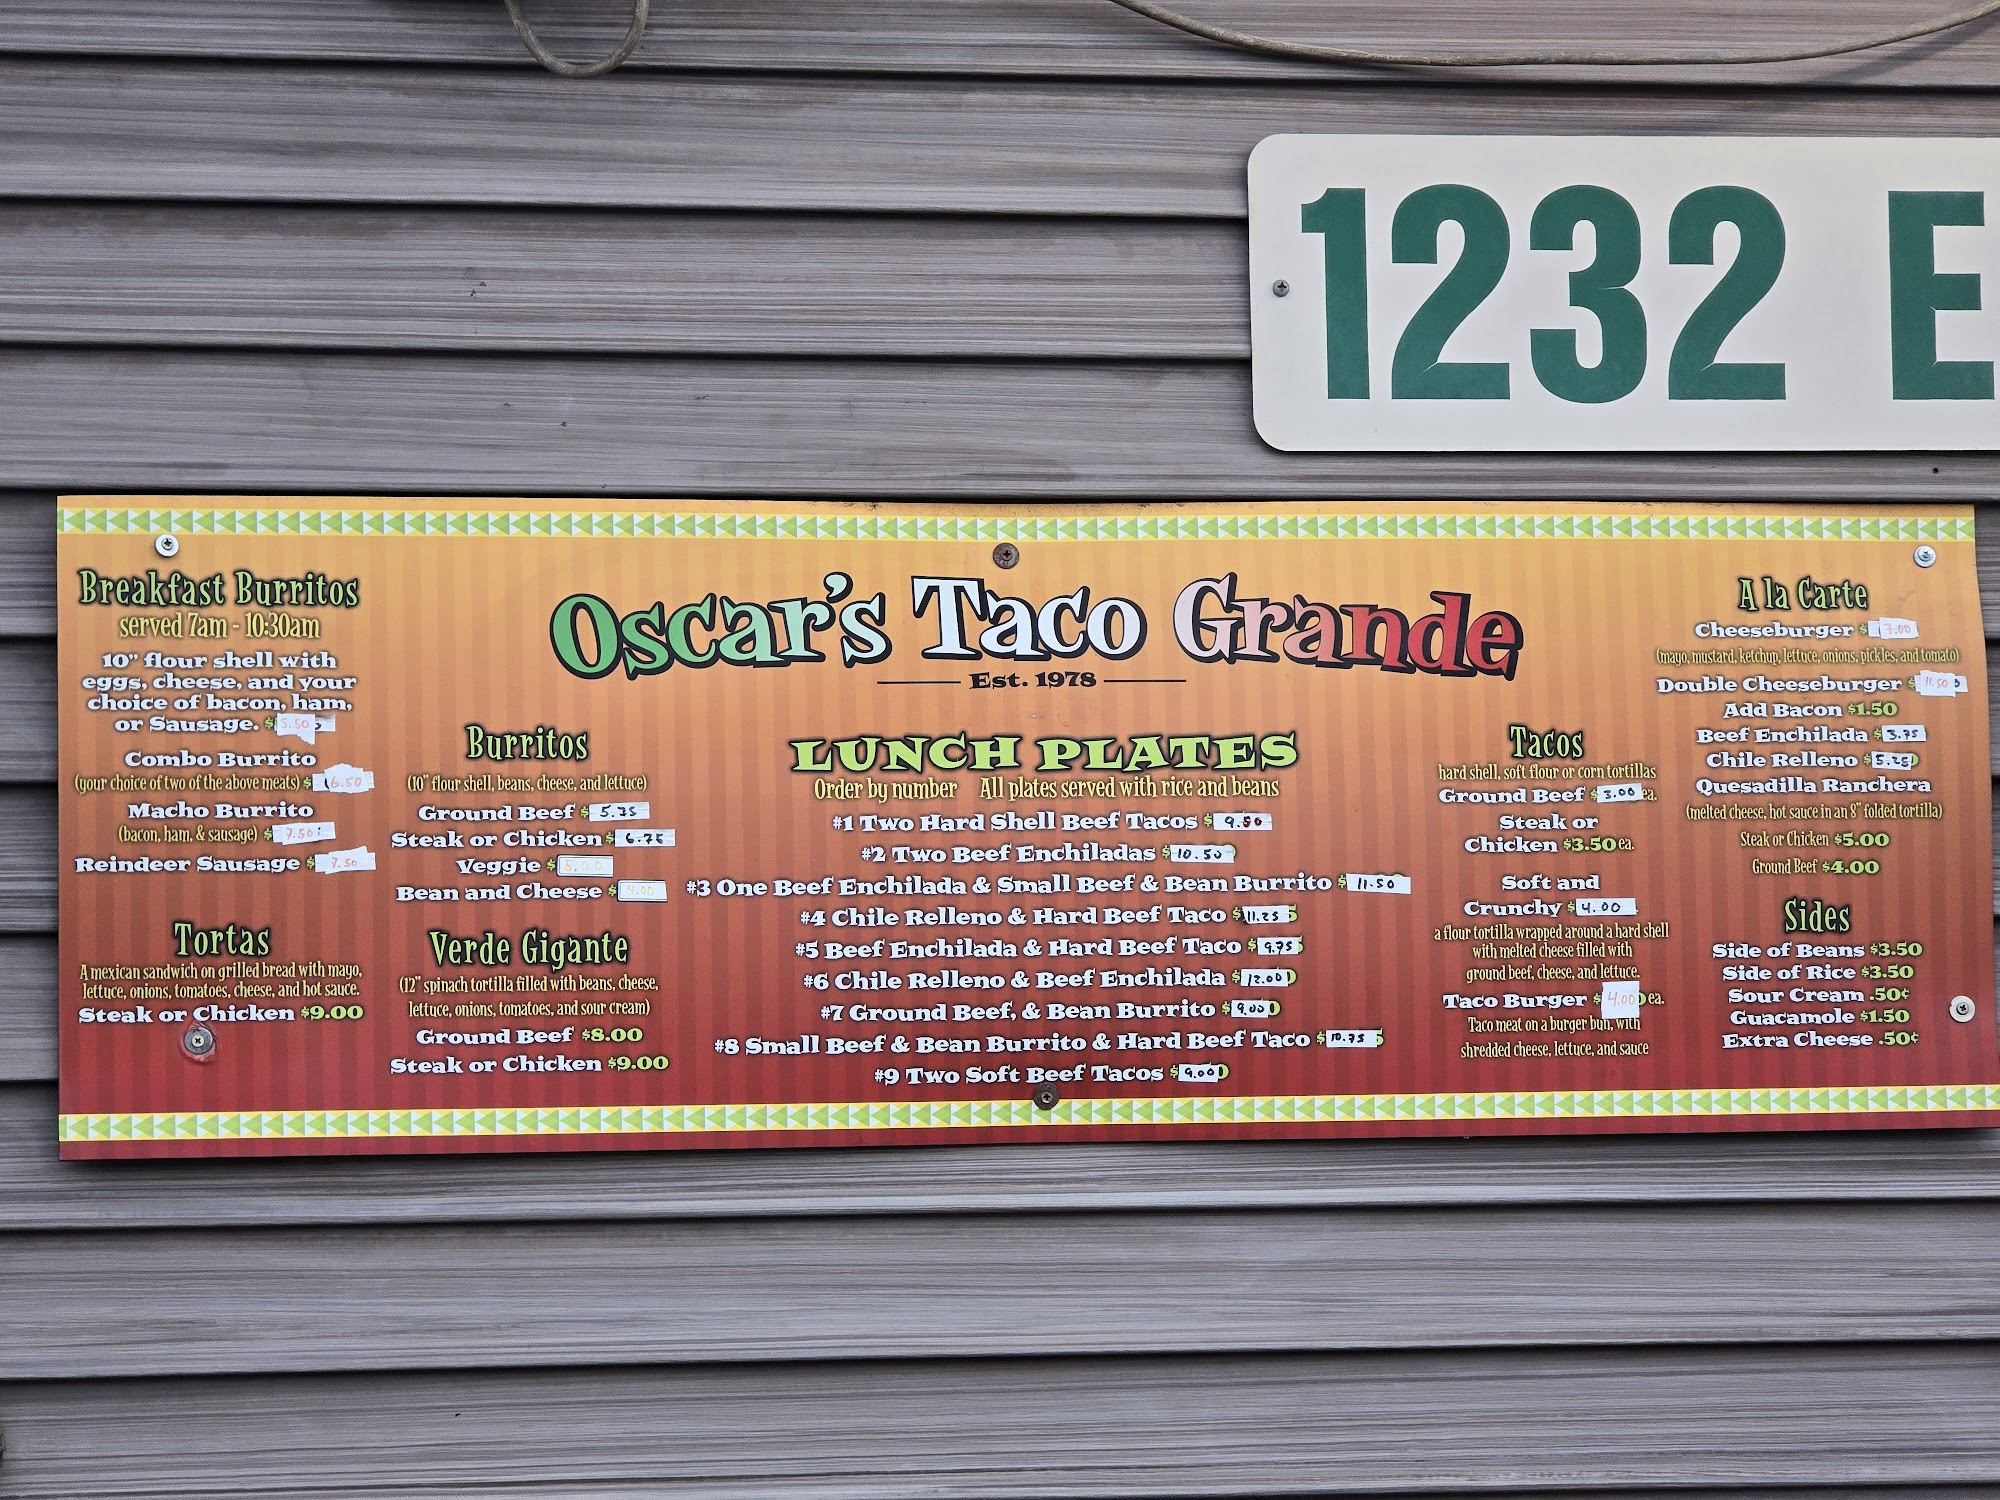 1232 E
Oscar's Taco Grande
Est. 1978
Breakfast Burritos
served 7am - 10:30am
10" flour shell with
eggs, cheese, and your
choice of bacon, ham,
or Sausage. $5.50
Combo Burrito
(your choice of two of the above meats) $6.50
Macho Burrito
(bacon, ham, & sausage) $7.50
Reindeer Sausage $7.50
Tortas
A mexican sandwich on grilled bread with mayo,
lettuce, onions, tomatoes, cheese, and hot sauce.
Steak or Chicken $9.00
Burritos
(10" flour shell, beans, cheese, and lettuce)
Ground Beef $5.75
Steak or Chicken $6.75
Veggie $5.00
Bean and Cheese $4.00
Verde Gigante
(12" spinach tortilla filled with beans, cheese,
lettuce, onions, tomatoes, and sour cream)
Ground Beef $8.00
Steak or Chicken $9.00
LUNCH PLATES
Order by number All plates served with rice and beans
#1 Two Hard Shell Beef Tacos $9.50
#2 Two Beef Enchiladas $10.50
#3 One Beef Enchilada & Small Beef & Bean Burrito $11.50
#4 Chile Relleno & Hard Beef Taco $11.25
#5 Beef Enchilada & Hard Beef Taco $9.75
#6 Chile Relleno & Beef Enchilada $12.00
#7 Ground Beef, & Bean Burrito $9.00
#8 Small Beef & Bean Burrito & Hard Beef Taco $10.75
#9 Two Soft Beef Tacos $9.00
Tacos
hard shell, soft flour or corn tortillas
Ground Beef $3.00 ea.
Steak or
Chicken $3.50 ea.
Soft and
Crunchy $4.00
a flour tortilla wrapped around a hard shell
with melted cheese filled with
ground beef, cheese, and lettuce.
Taco Burger $4.00 ea.
Taco meat on a burger bun, with
shredded cheese, lettuce, and sauce
A la Carte
Cheeseburger $7.00
(mayo, mustard, ketchup, lettuce, onions, pickles, and tomato)
Double Cheeseburger $11.50
Add Bacon $1.50
Beef Enchilada $3.75
Chile Relleno $5.25
Quesadilla Ranchera
(melted cheese, hot sauce in an 8" folded tortilla)
Steak or Chicken $5.00
Ground Beef $4.00
Sides
Side of Beans $3.50
Side of Rice $3.50
Sour Cream .50¢
Guacamole $1.50
Extra Cheese .50¢